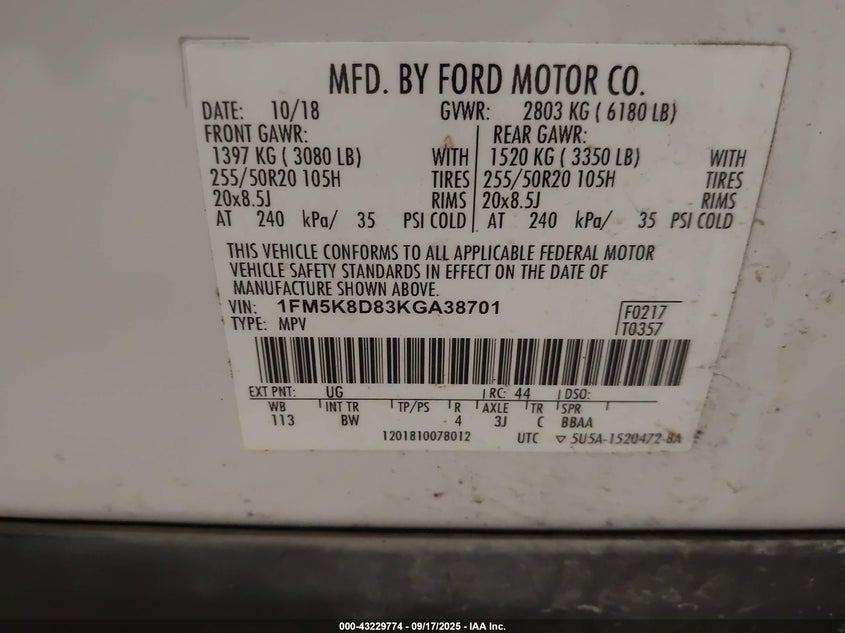 MFD. BY FORD MOTOR CO.
DATE: 10/18 GVWR: 2803 KG ( 6180 LB)
FRONT GAWR: REAR GAWR:
1397 KG ( 3080 LB) WITH 1520 KG ( 3350 LB) WITH
255/50R20 105H TIRES 255/50R20 105H TIRES
20x8.5J RIMS 20x8.5J RIMS
AT 240 kPa/ 35 PSI COLD AT 240 kPa/ 35 PSI COLD
THIS VEHICLE CONFORMS TO ALL APPLICABLE FEDERAL MOTOR
VEHICLE SAFETY STANDARDS IN EFFECT ON THE DATE OF
MANUFACTURE SHOWN ABOVE.
VIN: 1FM5K8D83KGA38701 F0217
TYPE: MPV T0357
EXT PNT: UG RC: 44 DSO:
WB INT TR TP/PS R AXLE TR SPR
113 BW 4 3J C BBAA
1201810078012 UTC ▽ 5U5A-1520472-BA
000-43229774 - 09/17/2025 - IAA Inc.